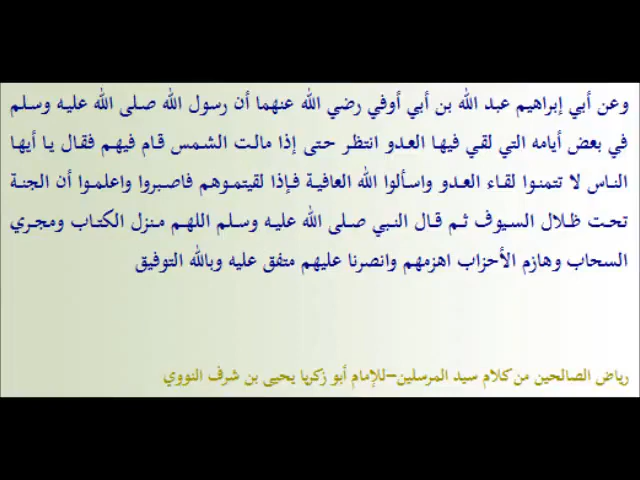 وعن أبي إبراهيم عبد الله بن أبي أوفي رضي الله عنهما أن رسول الله صلى الله عليه وسلم
في بعض أيامه التي لقي فيها العدو انتظر حتى إذا مالت الشمس قام فيهم فقال يا أيها
الناس لا تتمنوا لقاء العدو واسألوا الله العافية فإذا لقيتموهم فاصبروا واعلموا أن الجنة
تحت ظلال السيوف ثم قال النبي صلى الله عليه وسلم اللهم منزل الكتاب ومجري
السحاب وهازم الأحزاب اهزمهم وانصرنا عليهم متفق عليه وبالله التوفيق
رياض الصالحين من كلام سيد المرسلين–للإمام أبو زكريا يحيى بن شرف النووي